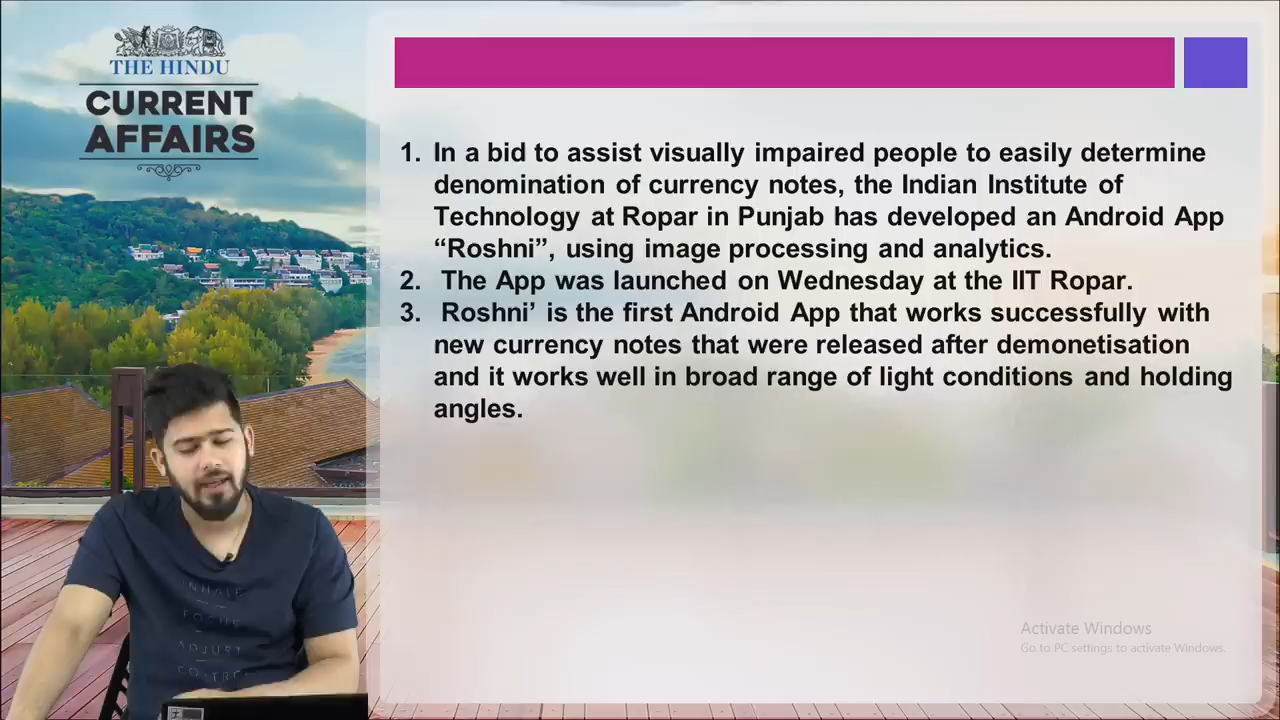 THE HINDU
CURRENT
AFFAIRS
1. In a bid to assist visually impaired people to easily determine
denomination of currency notes, the Indian Institute of
Technology at Ropar in Punjab has developed an Android App
“Roshni”, using image processing and analytics.
2. The App was launched on Wednesday at the IIT Ropar.
3. Roshni’ is the first Android App that works successfully with
new currency notes that were released after demonetisation
and it works well in broad range of light conditions and holding
angles.
INHALE
FOCUS
ADJUST
CONTRO
Activate Windows
Go to PC settings to activate Windows.